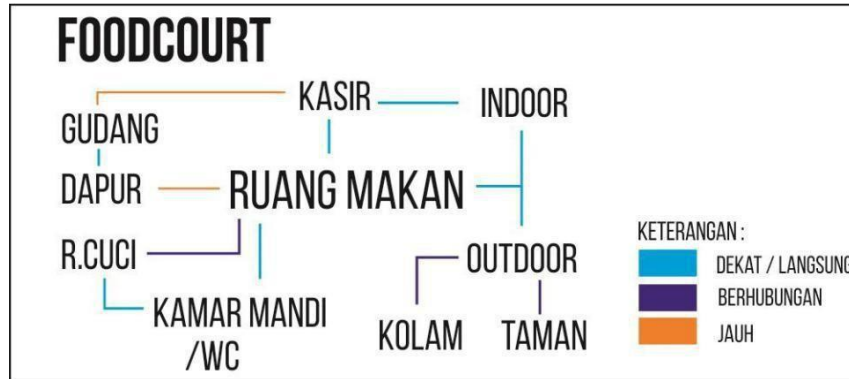 FOODCOURT
KASIR
INDOOR
GUDANG
DAPUR
RUANG MAKAN
R.CUCI
OUTDOOR
KAMAR MANDI
/WC
KOLAM
TAMAN
KETERANGAN :
DEKAT / LANGSUNG
BERHUBUNGAN
JAUH